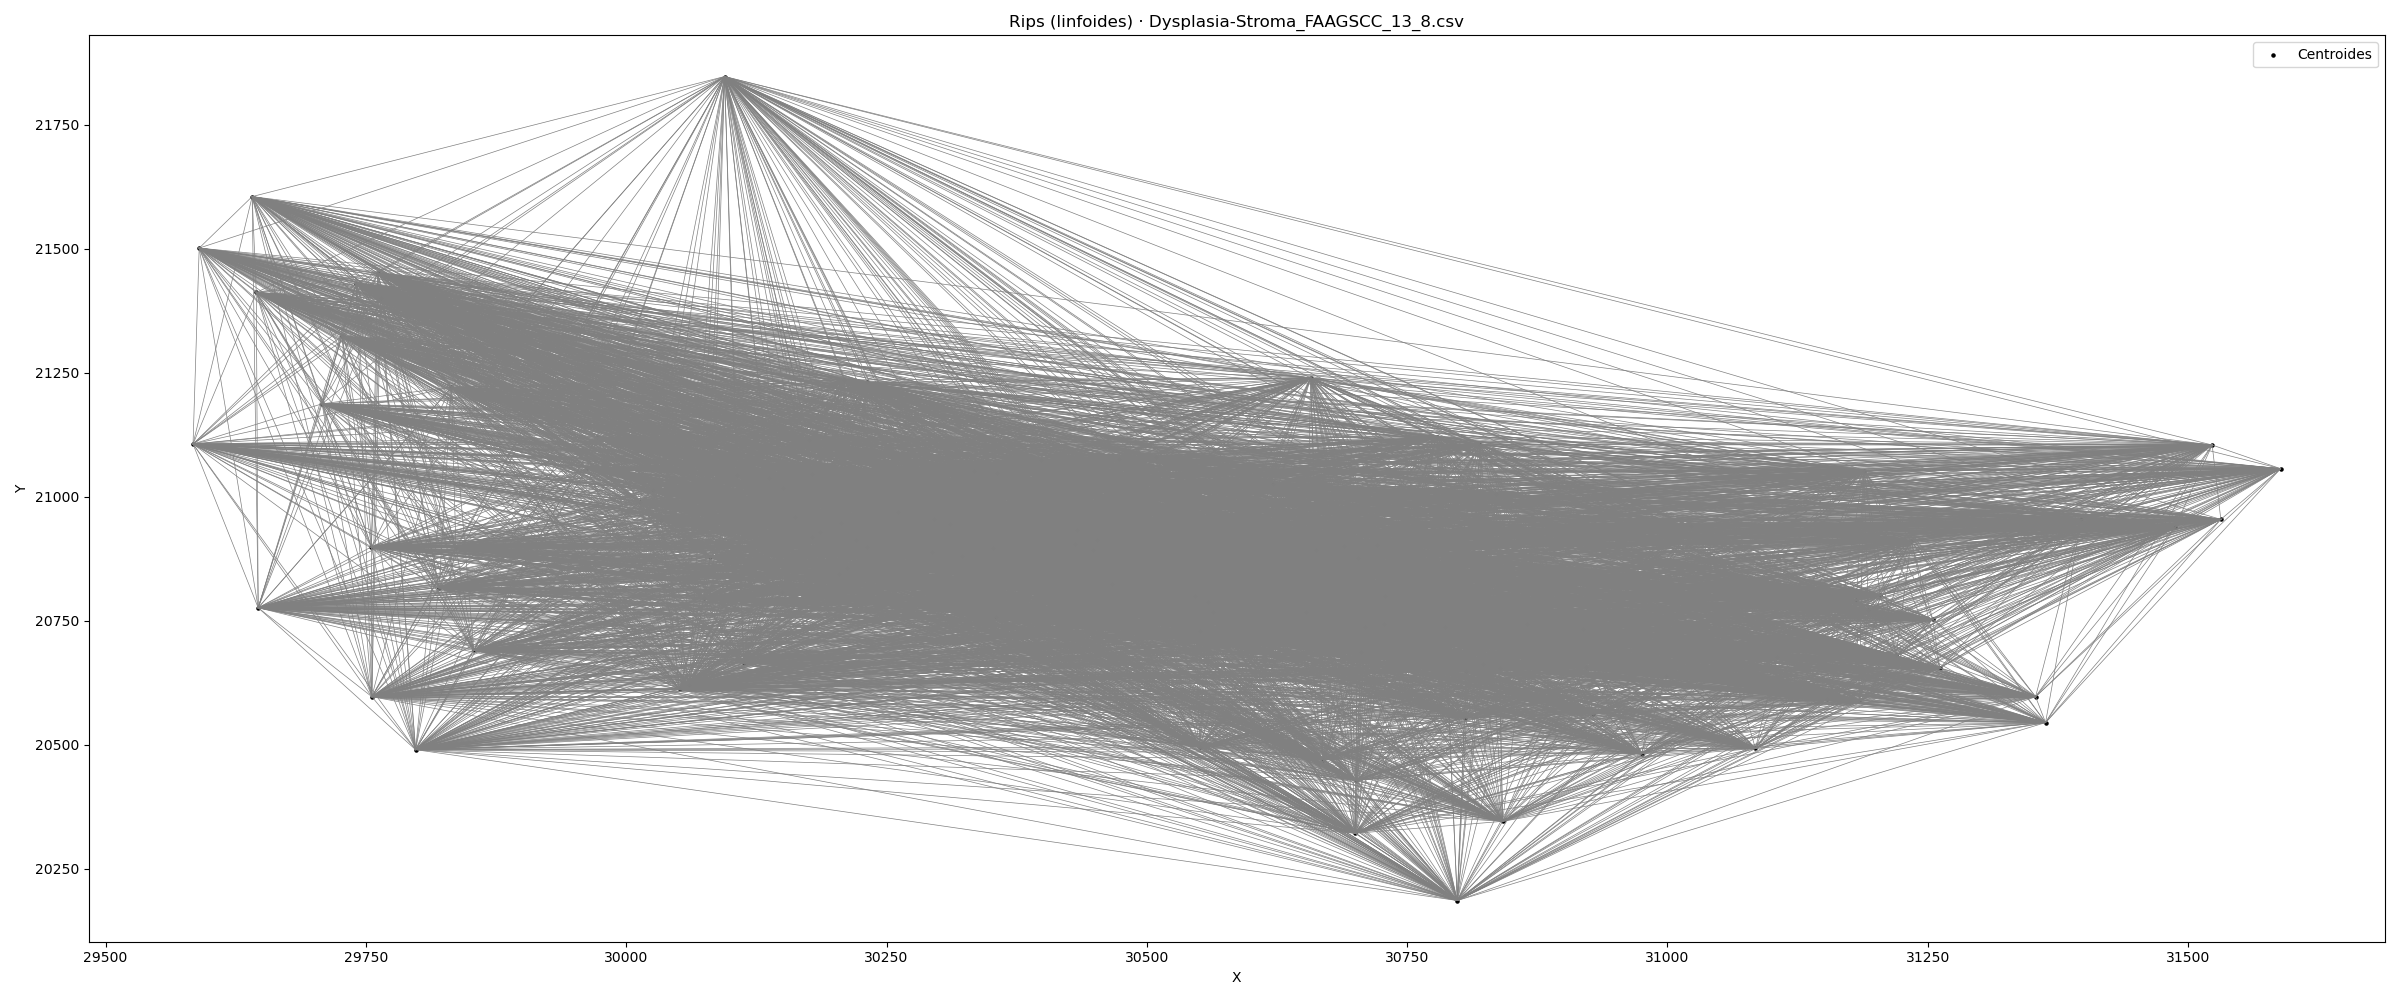 Rips (linfoides) · Dysplasia-Stroma_FAAGSCC_13_8.csv
Centroides
21750
21500
21250
21000
20750
20500
20250
Y
29500 29750 30000 30250 30500 30750 31000 31250 31500
X